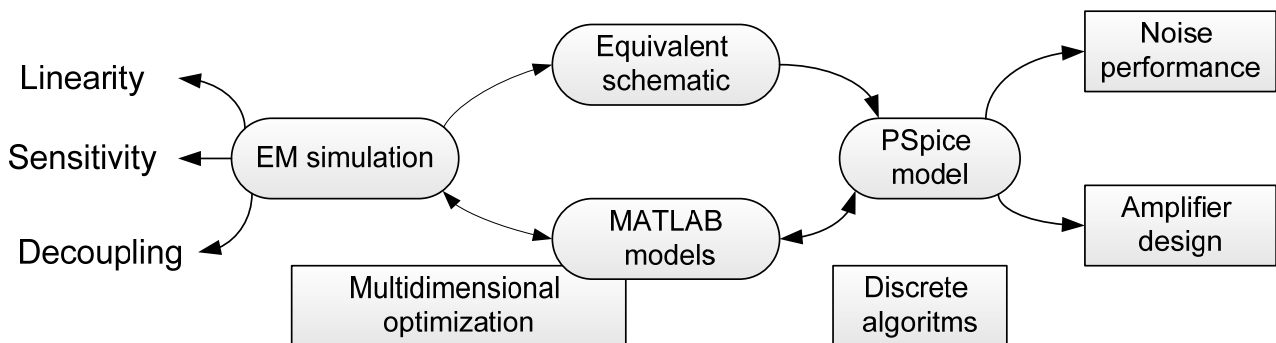 Linearity
Sensitivity
Decoupling
EM simulation
Equivalent
schematic
MATLAB
models
Multidimensional
optimization
PSpice
model
Discrete
algoritms
Noise
performance
Amplifier
design